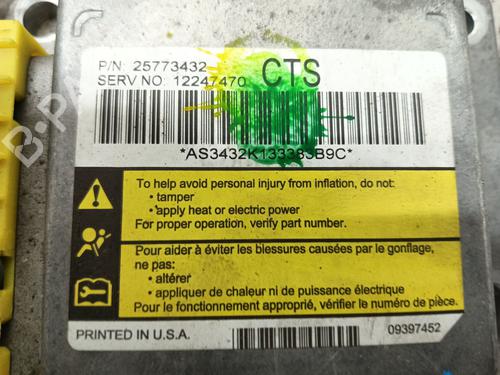 P/N: 25773432
SERV NO: 12247470
CTS
*AS3432K133383B9C*
To help avoid personal injury from inflation, do not:
• tamper
• apply heat or electric power
For proper operation, verify part number.
Pour aider à éviter les blessures causées par le gonflage,
ne pas:
• altérer
• appliquer de chaleur ni de puissance électrique
Pour le fonctionnement approprié, vérifier le numéro de pièce.
PRINTED IN U.S.A.
09397452